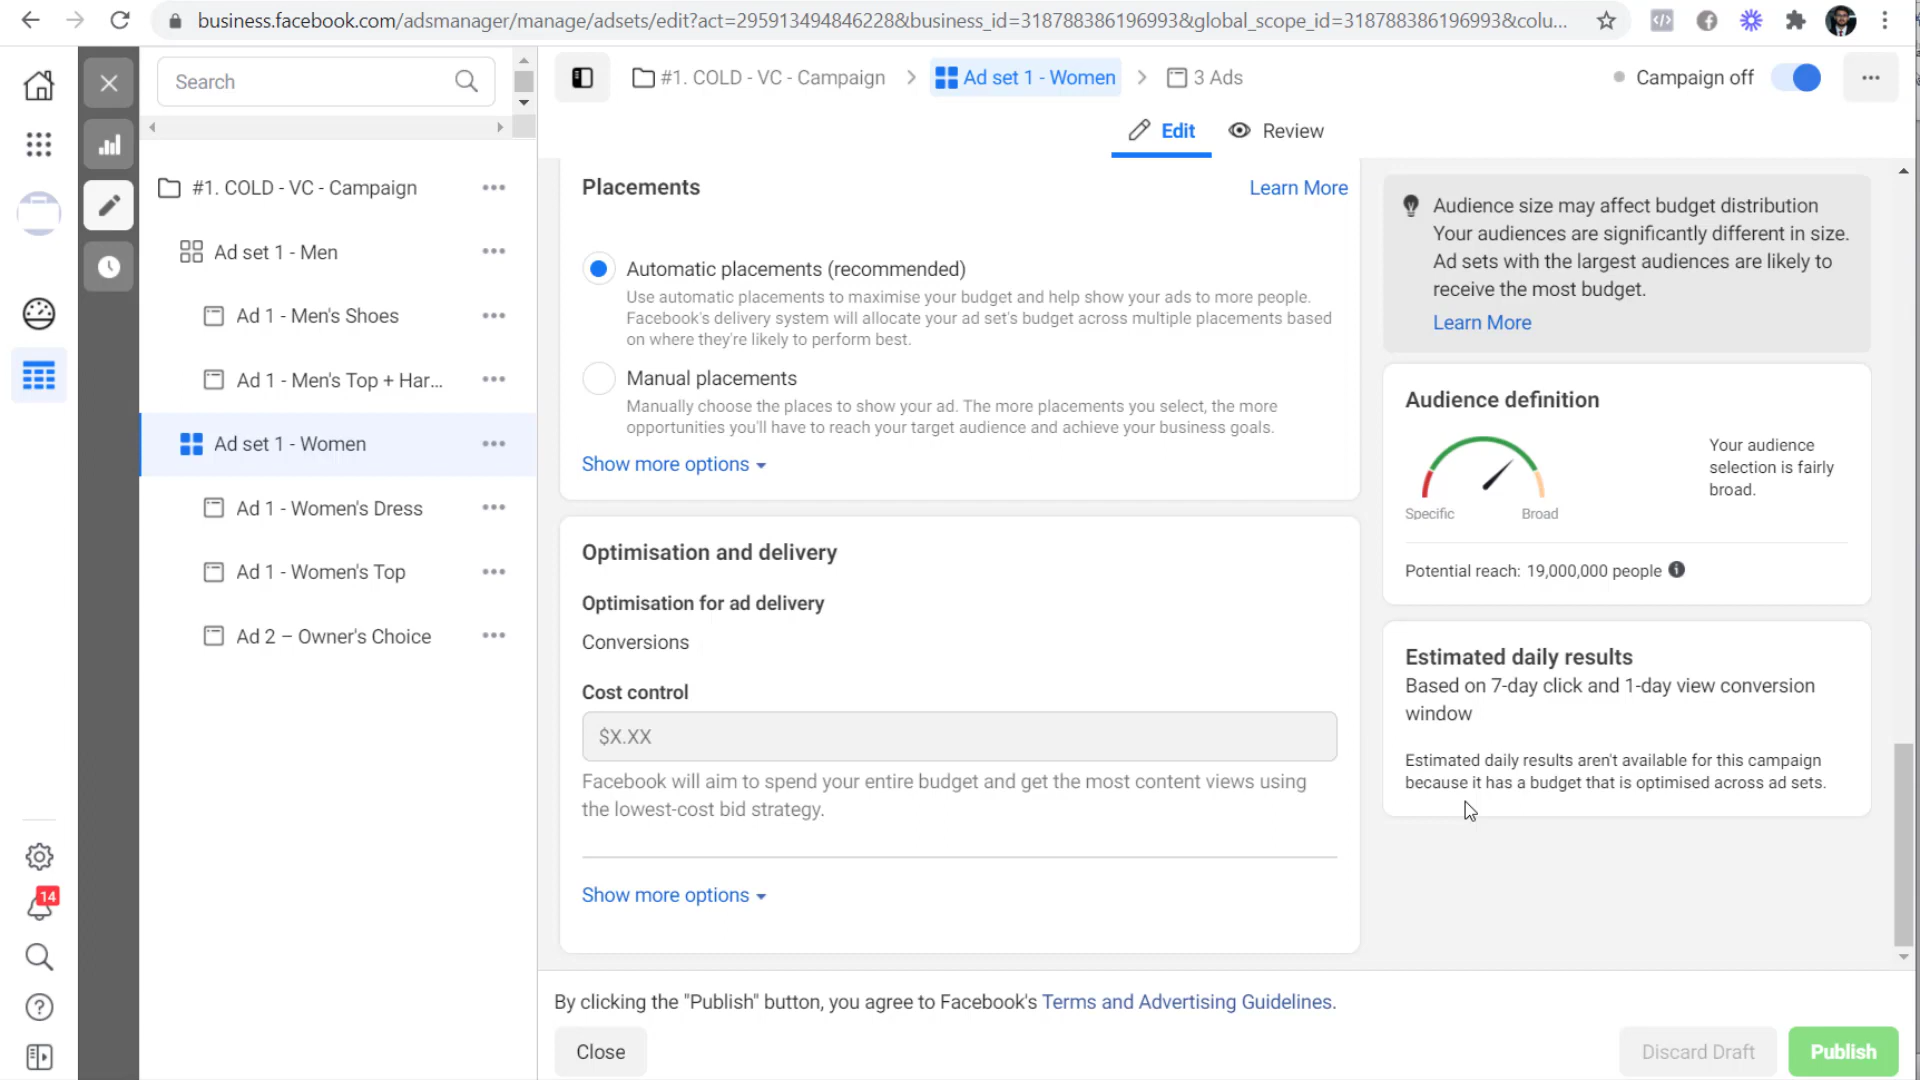 business.facebook.com/adsmanager/manage/adsets/edit?act=295913494846228&business_id=318788386196993&global_scope_id=318788386196993&colu...
Search
#1. COLD - VC - Campaign
Ad set 1 - Women
3 Ads
Campaign off
Edit
Review
#1. COLD - VC - Campaign
Ad set 1 - Men
Ad 1 - Men's Shoes
Ad 1 - Men's Top + Har...
Ad set 1 - Women
Ad 1 - Women's Dress
Ad 1 - Women's Top
Ad 2 – Owner's Choice
14
Placements
Learn More
Automatic placements (recommended)
Use automatic placements to maximise your budget and help show your ads to more people.
Facebook's delivery system will allocate your ad set's budget across multiple placements based
on where they're likely to perform best.
Manual placements
Manually choose the places to show your ad. The more placements you select, the more
opportunities you'll have to reach your target audience and achieve your business goals.
Show more options
Optimisation and delivery
Optimisation for ad delivery
Conversions
Cost control
$X.XX
Facebook will aim to spend your entire budget and get the most content views using
the lowest-cost bid strategy.
Show more options
Audience size may affect budget distribution
Your audiences are significantly different in size.
Ad sets with the largest audiences are likely to
receive the most budget.
Learn More
Audience definition
Your audience
selection is fairly
broad.
Specific
Broad
Potential reach: 19,000,000 people
Estimated daily results
Based on 7-day click and 1-day view conversion
window
Estimated daily results aren't available for this campaign
because it has a budget that is optimised across ad sets.
By clicking the "Publish" button, you agree to Facebook's Terms and Advertising Guidelines.
Close
Discard Draft
Publish